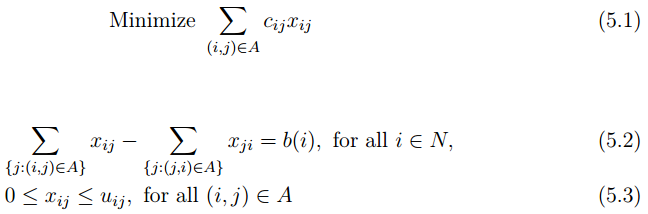 Minimize ∑_{(i,j)∈A} c_{ij}x_{ij} (5.1)
∑_{{j:(i,j)∈A}} x_{ij} − ∑_{{j:(j,i)∈A}} x_{ji} = b(i), for all i ∈ N, (5.2)
0 ≤ x_{ij} ≤ u_{ij}, for all (i, j) ∈ A (5.3)